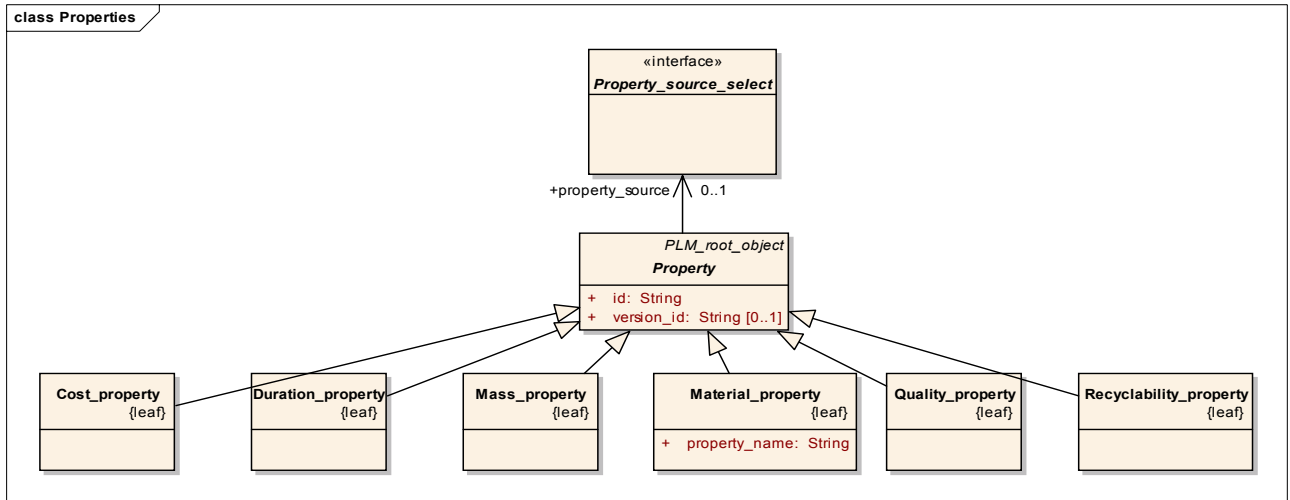 class Properties
«interface»
Property_source_select
+property_source 0..1
PLM_root_object
Property
+ id: String
+ version_id: String [0..1]
Cost_property
{leaf}
Duration_property
{leaf}
Mass_property
{leaf}
Material_property
{leaf}
+ property_name: String
Quality_property
{leaf}
Recyclability_property
{leaf}